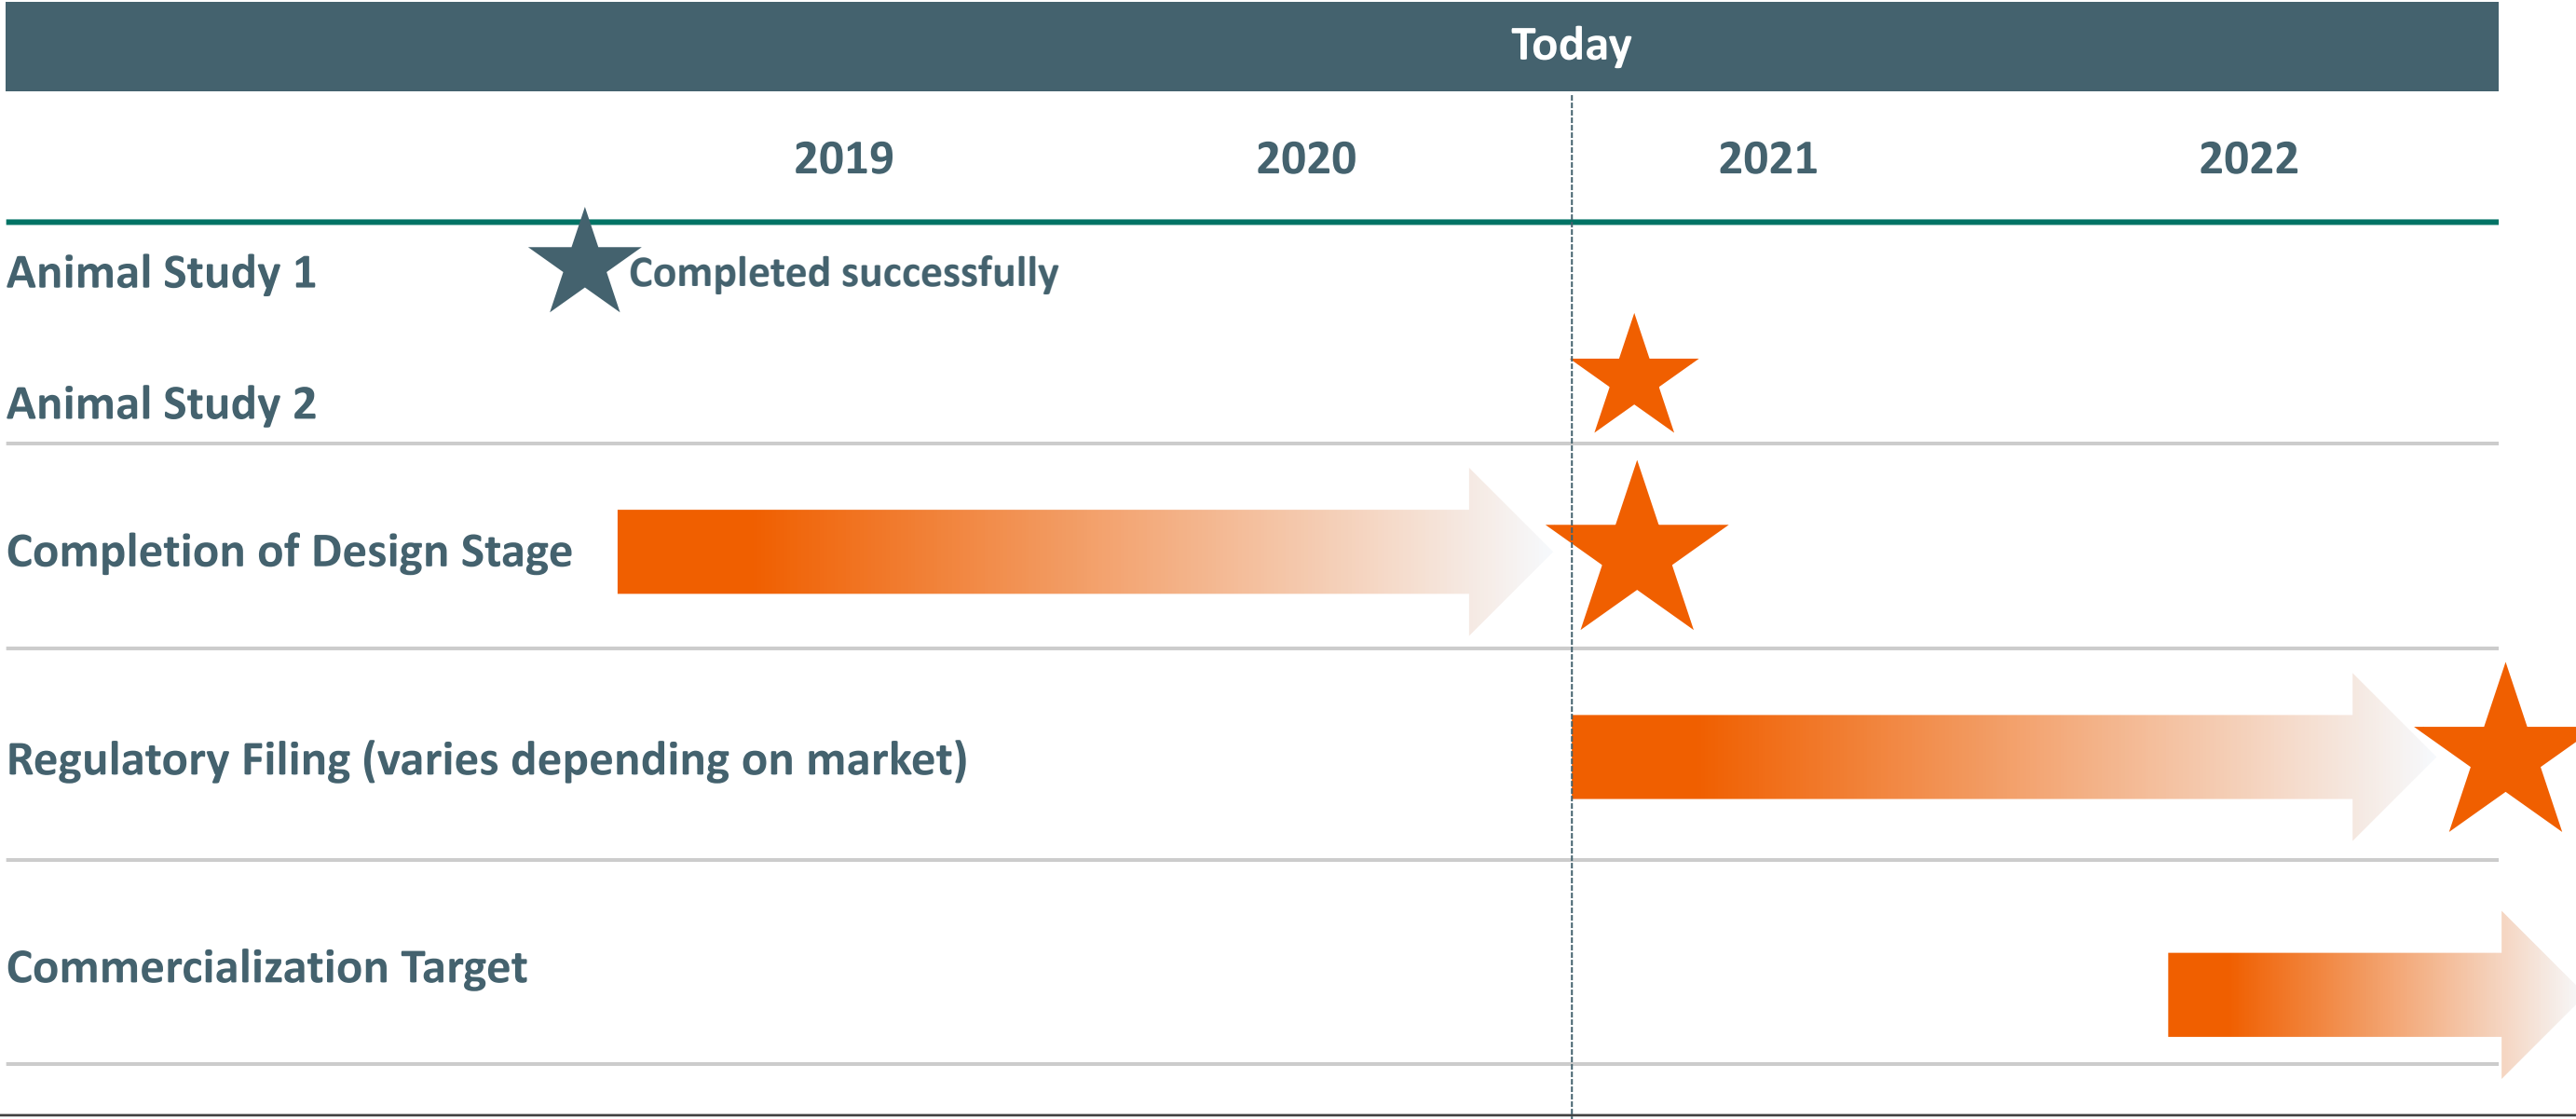 Today
2019 2020 2021 2022
Animal Study 1 Completed successfully
Animal Study 2
Completion of Design Stage
Regulatory Filing (varies depending on market)
Commercialization Target